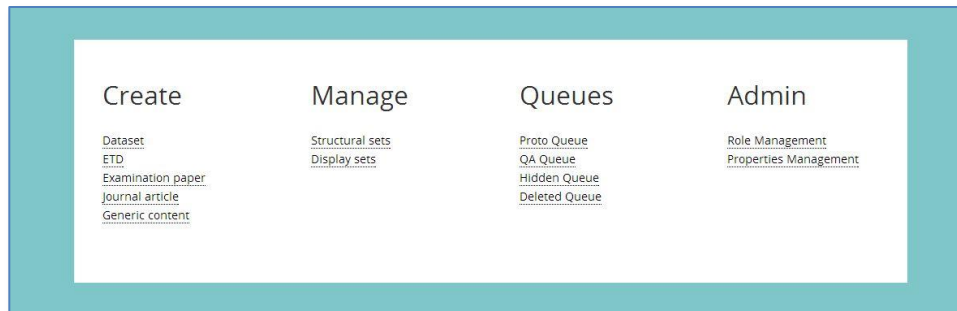 Create
Dataset
ETD
Examination paper
Journal article
Generic content
Manage
Structural sets
Display sets
Queues
Proto Queue
QA Queue
Hidden Queue
Deleted Queue
Admin
Role Management
Properties Management